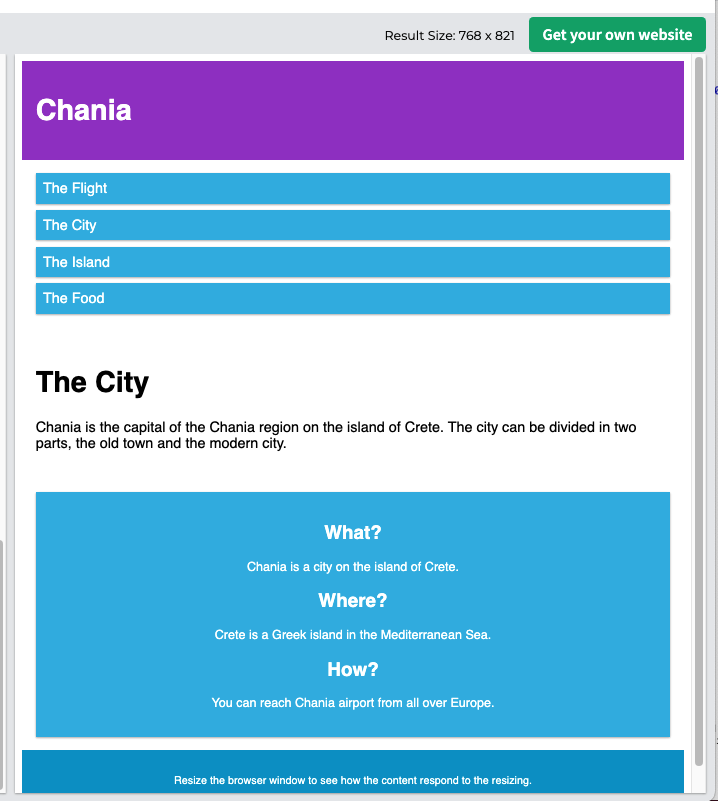 Result Size: 768 x 821
Get your own website
Chania
The Flight
The City
The Island
The Food
The City
Chania is the capital of the Chania region on the island of Crete. The city can be divided in two
parts, the old town and the modern city.
What?
Chania is a city on the island of Crete.
Where?
Crete is a Greek island in the Mediterranean Sea.
How?
You can reach Chania airport from all over Europe.
Resize the browser window to see how the content respond to the resizing.